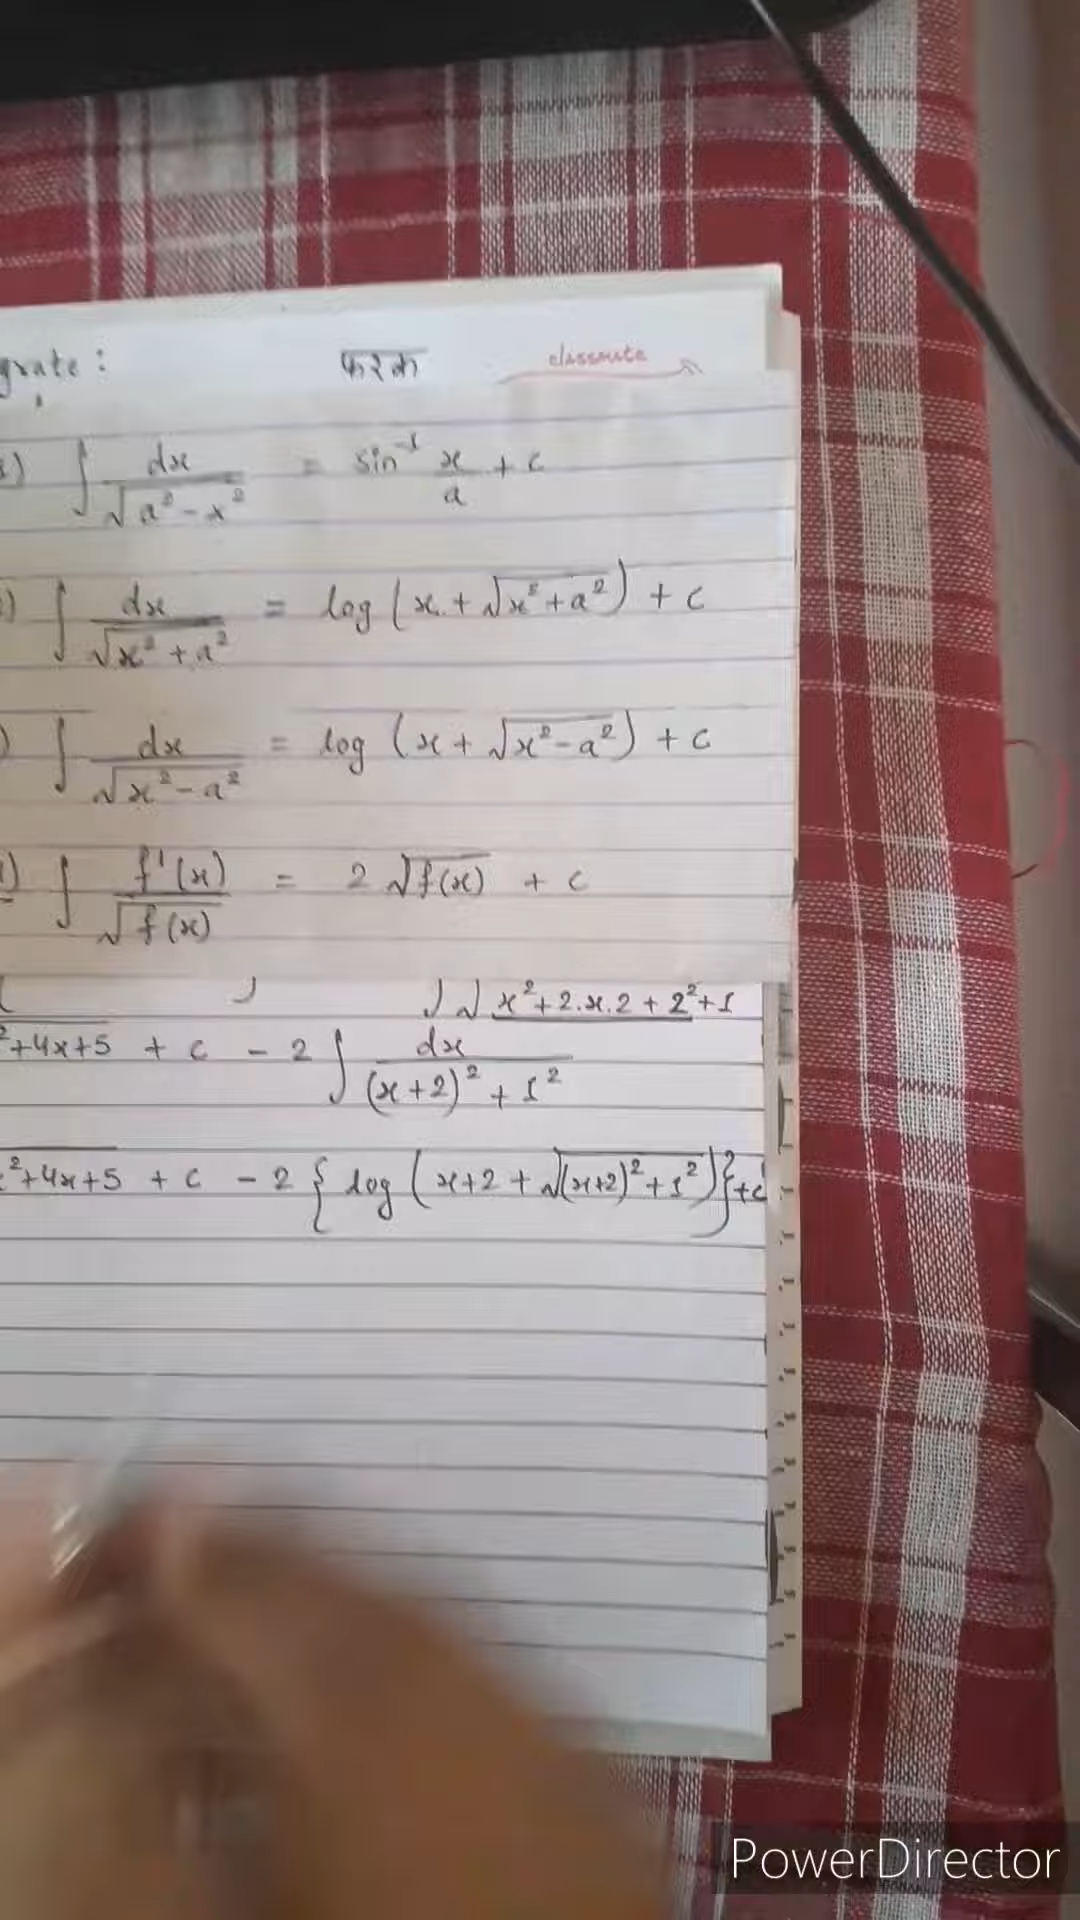 grate :
फरक
classmate
) ∫ dx / √a² - x² = sin⁻¹ x/a + c
) ∫ dx / √x² + a² = log (x + √x² + a²) + c
) ∫ dx / √x² - a² = log (x + √x² - a²) + c
) ∫ f'(x) / √f(x) = 2 √f(x) + c
∫ √ x² + 2.x.2 + 2² + 1
²+4x+5 + c - 2 ∫ dx / (x+2)² + 1²
²+4x+5 + c - 2 { log ( x+2 + √(x+2)² + 1² ) } + c
PowerDirector